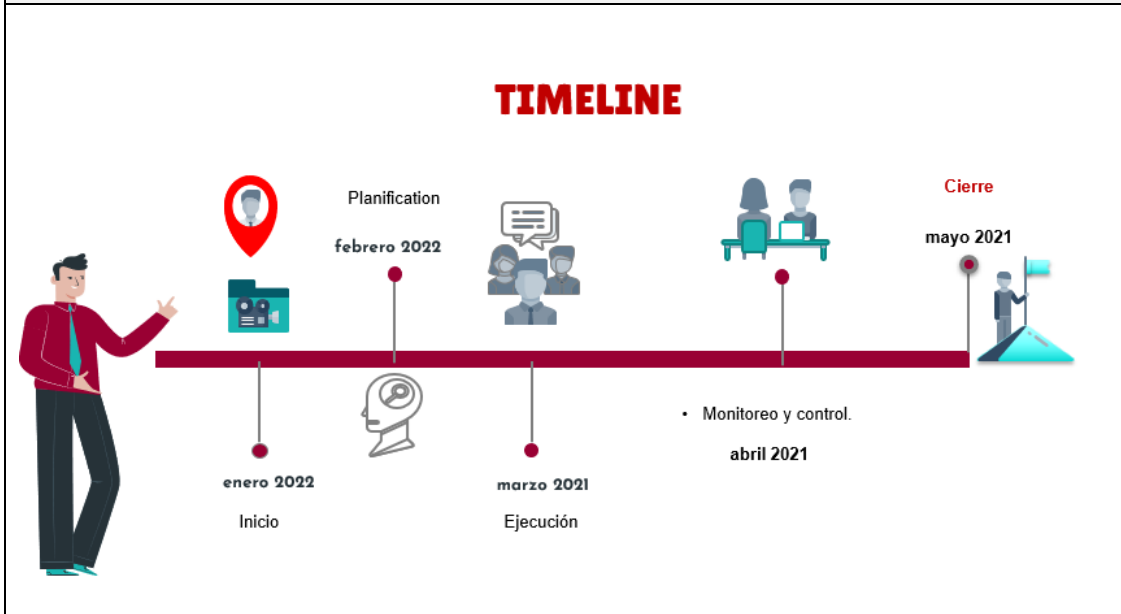 TIMELINE
Planification
febrero 2022
Cierre
mayo 2021
• Monitoreo y control.
abril 2021
enero 2022
Inicio
marzo 2021
Ejecución